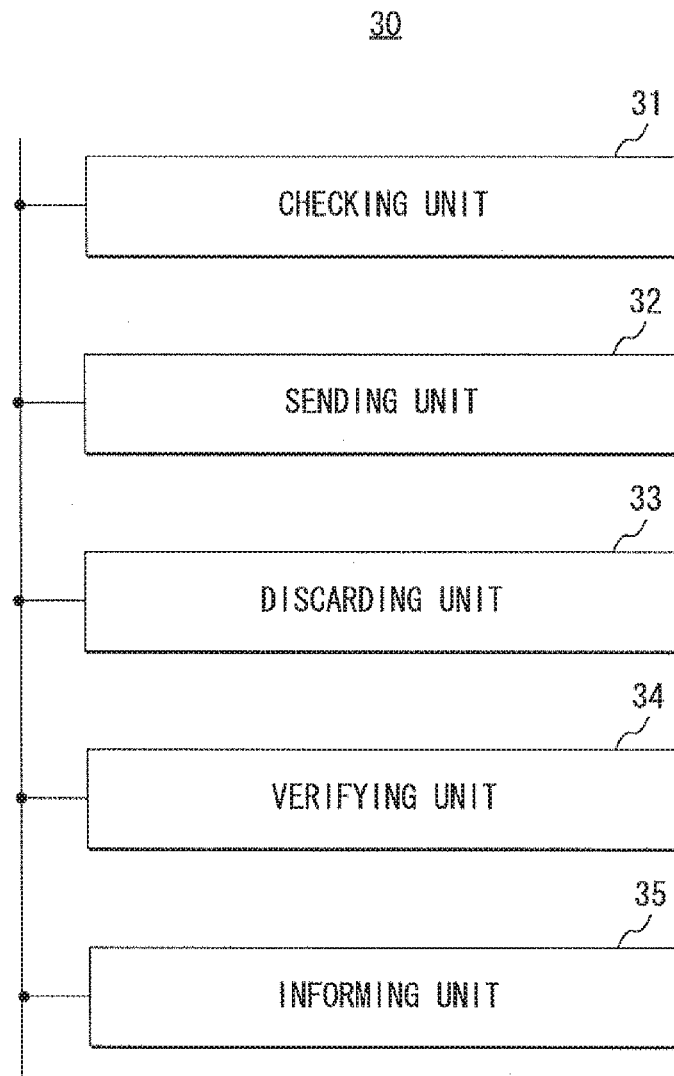 30
31
CHECKING UNIT
32
SENDING UNIT
33
DISCARDING UNIT
34
VERIFYING UNIT
35
INFORMING UNIT